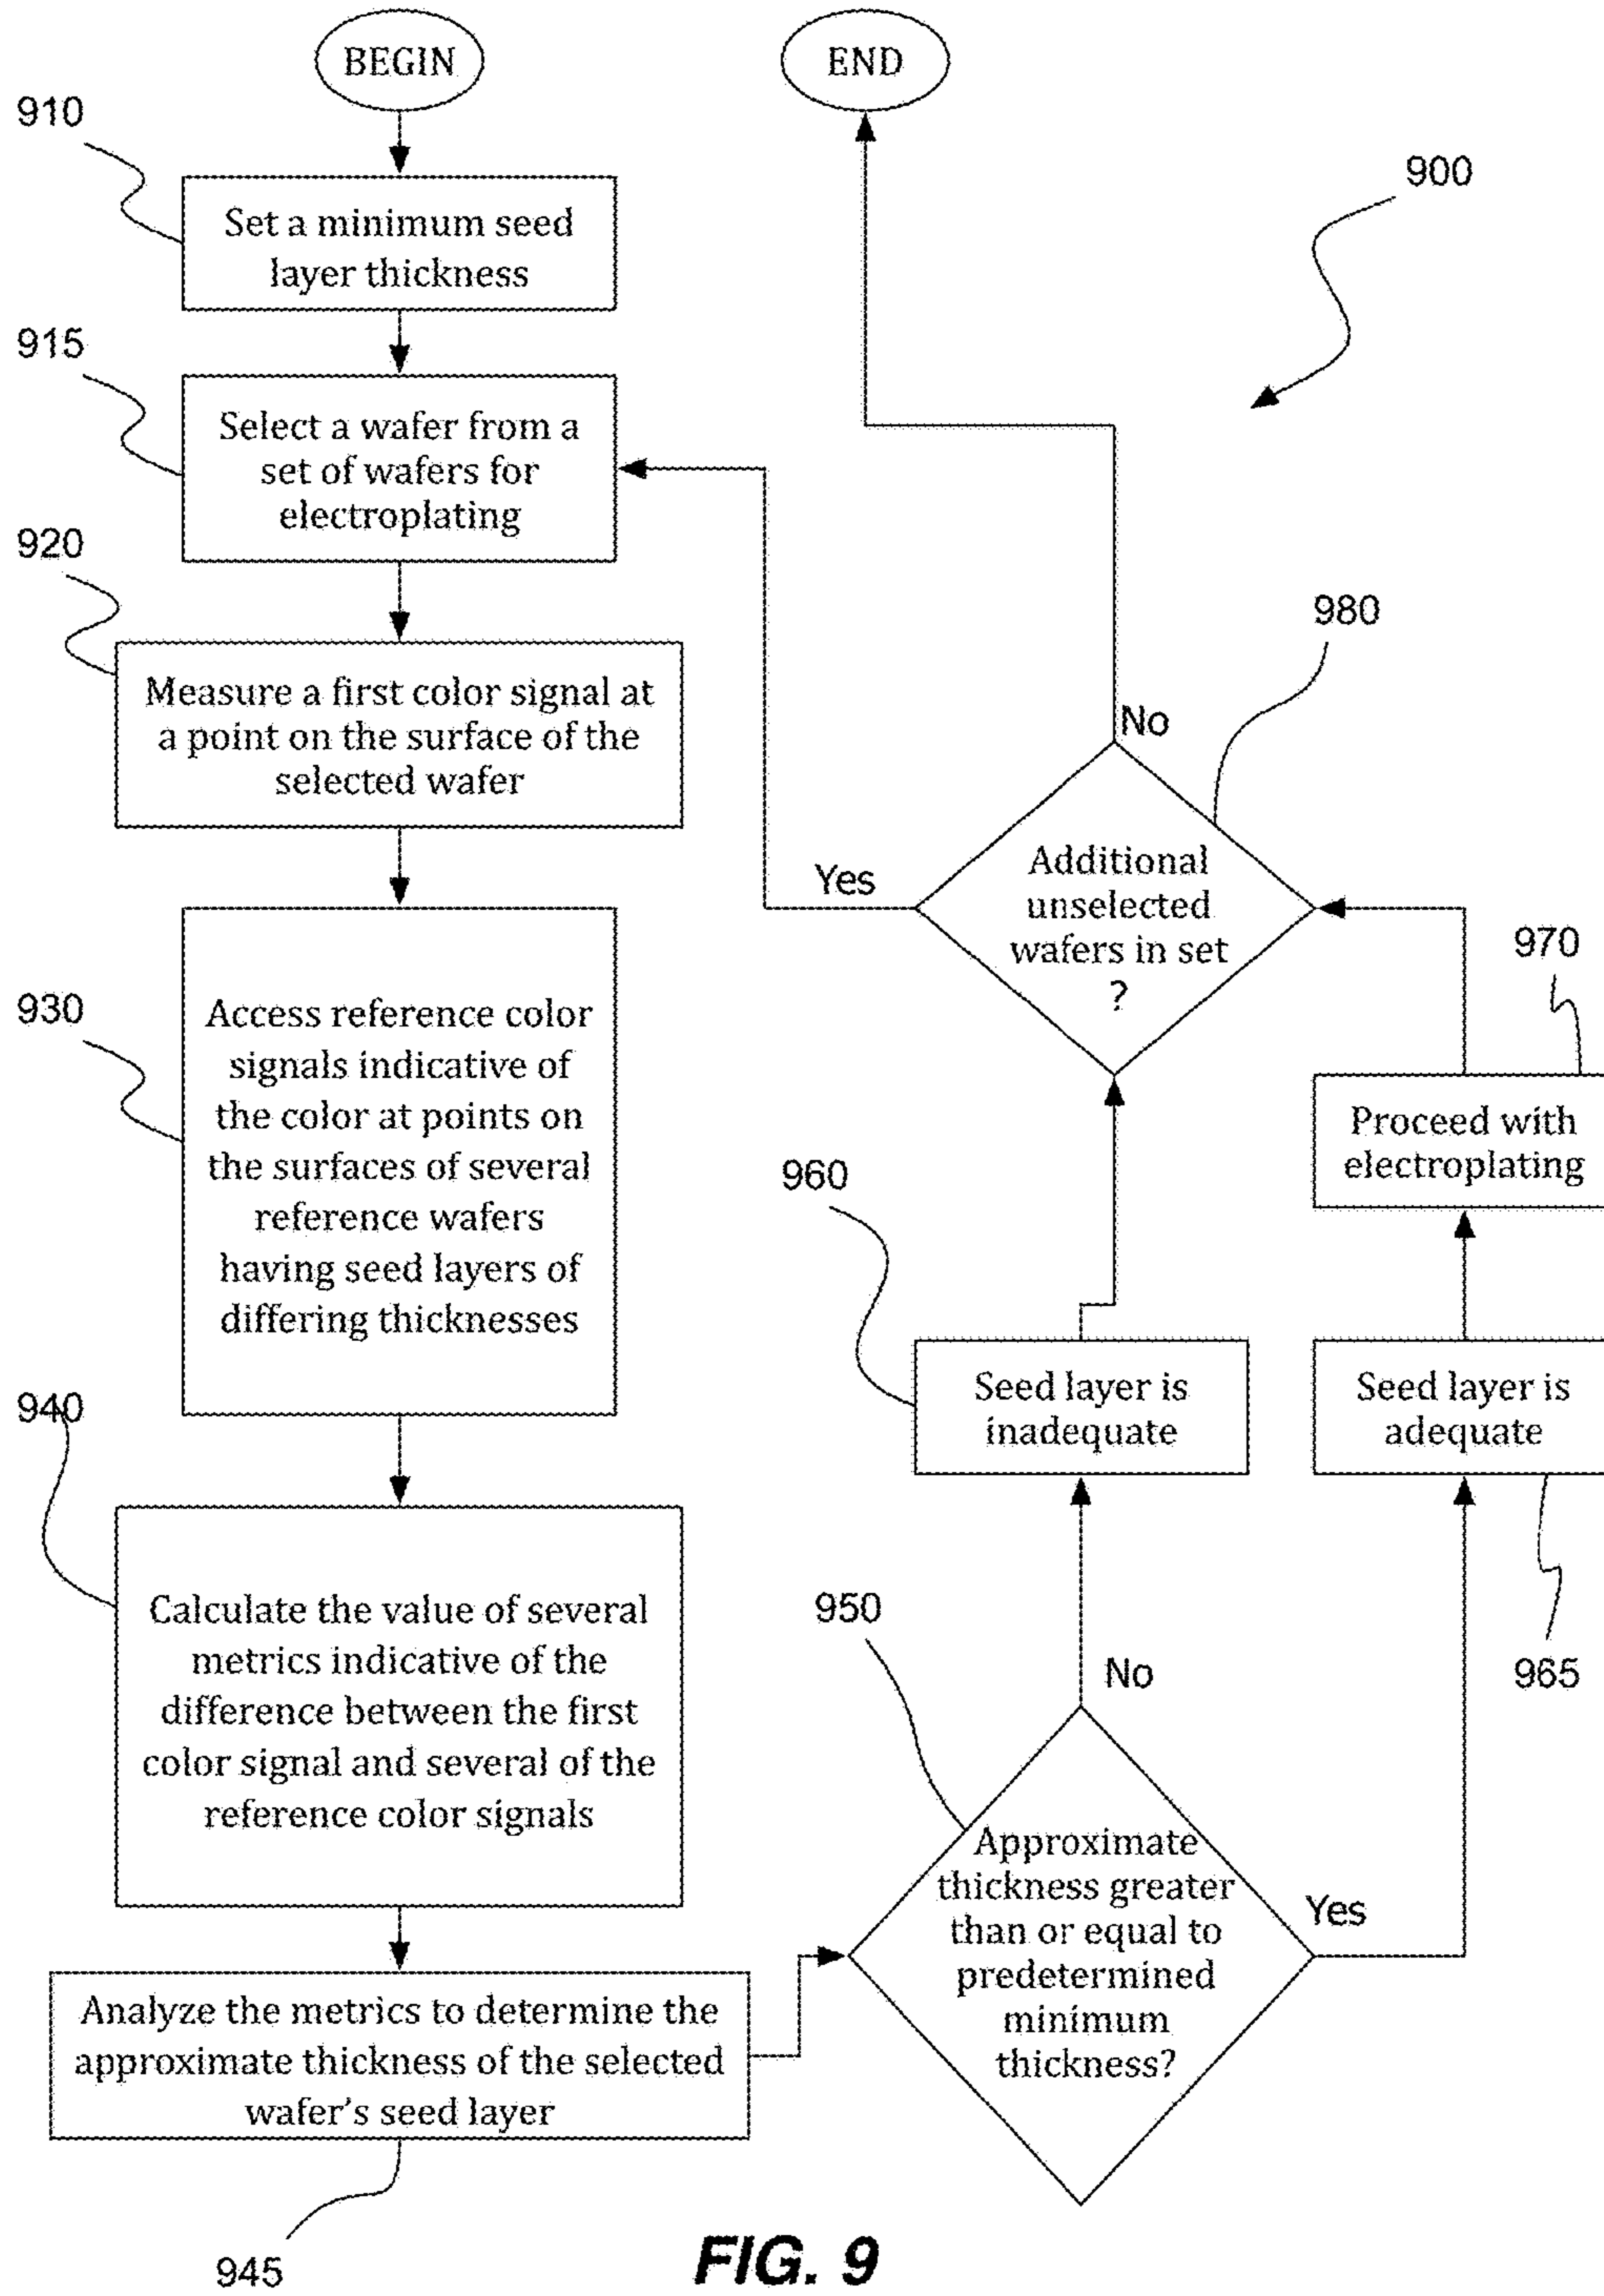 BEGIN
END
910
900
Set a minimum seed
layer thickness
915
Select a wafer from a
set of wafers for
electroplating
920
Measure a first color signal at
a point on the surface of the
selected wafer
930
Access reference color
signals indicative of
the color at points on
the surfaces of several
reference wafers
having seed layers of
differing thicknesses
940
Calculate the value of several
metrics indicative of the
difference between the first
color signal and several of the
reference color signals
Analyze the metrics to determine the
approximate thickness of the selected
wafer's seed layer
945
950
Approximate
thickness greater
than or equal to
predetermined
minimum
thickness?
No
Yes
960
Seed layer is
inadequate
Seed layer is
adequate
965
970
Proceed with
electroplating
980
Additional
unselected
wafers in set
?
Yes
No
FIG. 9